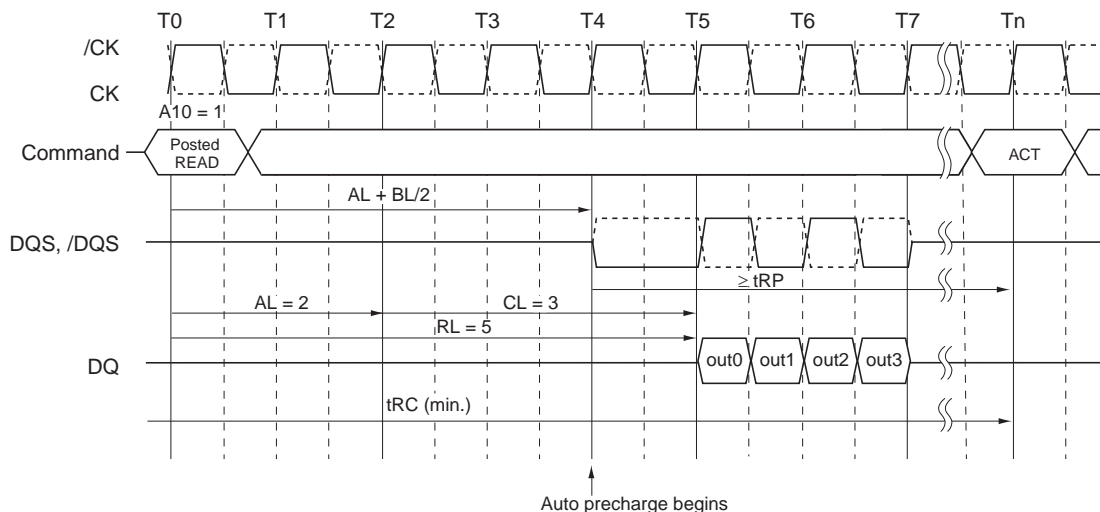 T0 T1 T2 T3 T4 T5 T6 T7 Tn
/CK
CK
A10 = 1
Command
Posted
READ
ACT
AL + BL/2
DQS, /DQS
≥ tRP
AL = 2
CL = 3
RL = 5
DQ
out0 out1 out2 out3
tRC (min.)
Auto precharge begins